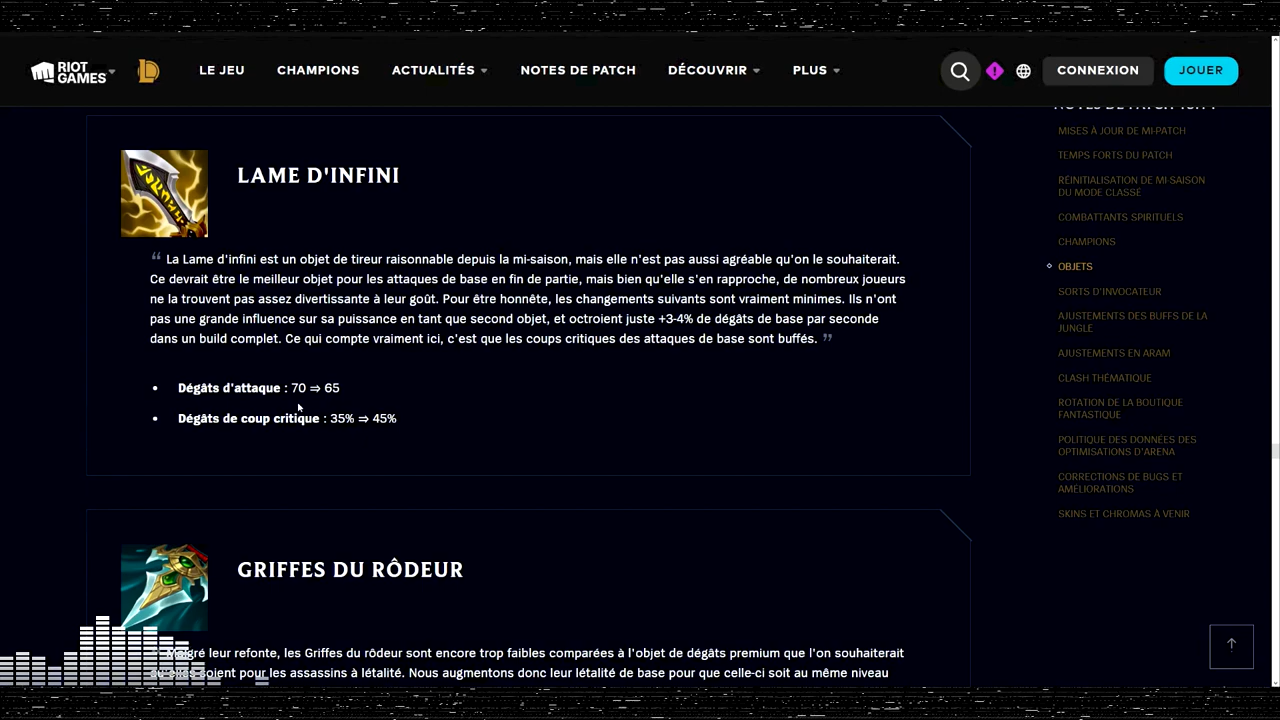 RIOT GAMES
LE JEU
CHAMPIONS
ACTUALITÉS
NOTES DE PATCH
DÉCOUVRIR
PLUS
CONNEXION
JOUER
LAME D'INFINI
“ La Lame d'infini est un objet de tireur raisonnable depuis la mi-saison, mais elle n'est pas aussi agréable qu'on le souhaiterait.
Ce devrait être le meilleur objet pour les attaques de base en fin de partie, mais bien qu'elle s'en rapproche, de nombreux joueurs
ne la trouvent pas assez divertissante à leur goût. Pour être honnête, les changements suivants sont vraiment minimes. Ils n'ont
pas une grande influence sur sa puissance en tant que second objet, et octroient juste +3-4% de dégâts de base par seconde
dans un build complet. Ce qui compte vraiment ici, c'est que les coups critiques des attaques de base sont buffés. ”
• Dégâts d'attaque : 70 ⇒ 65
• Dégâts de coup critique : 35% ⇒ 45%
GRIFFES DU RÔDEUR
Malgré leur refonte, les Griffes du rôdeur sont encore trop faibles comparées à l'objet de dégâts premium que l'on souhaiterait
qu'elles soient pour les assassins à létalité. Nous augmentons donc leur létalité de base pour que celle-ci soit au même niveau
MISES À JOUR DE MI-PATCH
TEMPS FORTS DU PATCH
RÉINITIALISATION DE MI-SAISON
DU MODE CLASSÉ
COMBATTANTS SPIRITUELS
CHAMPIONS
OBJETS
SORTS D'INVOCATEUR
AJUSTEMENTS DES BUFFS DE LA
JUNGLE
AJUSTEMENTS EN ARAM
CLASH THÉMATIQUE
ROTATION DE LA BOUTIQUE
FANTASTIQUE
POLITIQUE DES DONNÉES DES
OPTIMISATIONS D'ARENA
CORRECTIONS DE BUGS ET
AMÉLIORATIONS
SKINS ET CHROMAS À VENIR